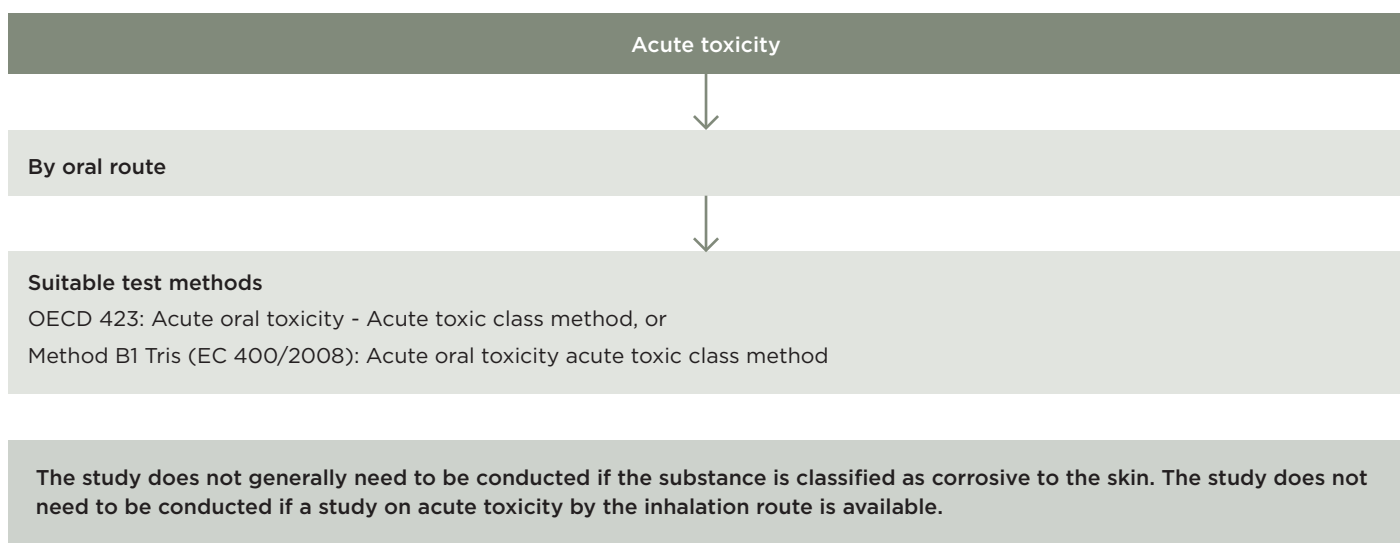 Acute toxicity
By oral route
Suitable test methods
OECD 423: Acute oral toxicity - Acute toxic class method, or
Method B1 Tris (EC 400/2008): Acute oral toxicity acute toxic class method
The study does not generally need to be conducted if the substance is classified as corrosive to the skin. The study does not
need to be conducted if a study on acute toxicity by the inhalation route is available.